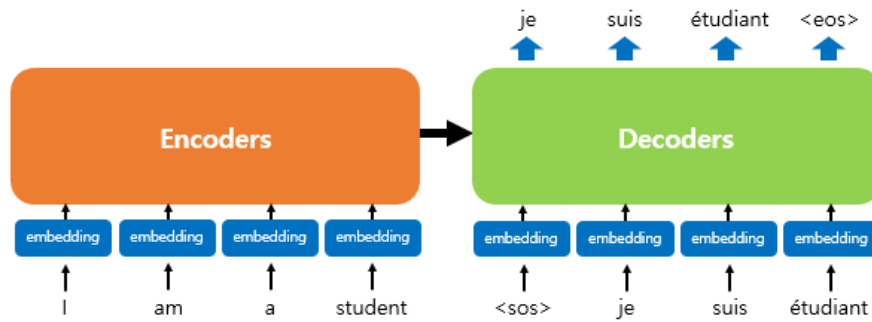 je suis étudiant <eos>
Encoders Decoders
embedding embedding embedding embedding embedding embedding embedding embedding
I am a student <sos> je suis étudiant